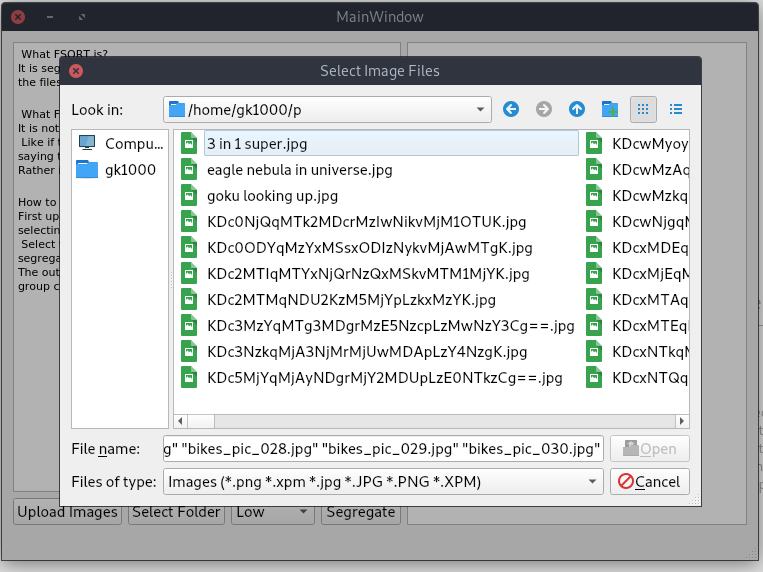 MainWindow
What FSORT is?
It is seg
the files
What F
It is not
Like if t
saying t
Rather
How to
First up
selectin
Select
segrega
The out
group c
Select Image Files
Look in:
/home/gk1000/p
Compu...
gk1000
3 in 1 super.jpg
eagle nebula in universe.jpg
goku looking up.jpg
KDc0NjQqMTk2MDcrMzIwNikvMjM1OTUK.jpg
KDc0ODYqMzYxMSsxODIzNykvMjAwMTgK.jpg
KDc2MTIqMTYxNjQrNzQxMSkvMTM1MjYK.jpg
KDc2MTMqNDU2KzM5MjYpLzkxMzYK.jpg
KDc3MzYqMTg3MDgrMzE5NzcpLzMwNzY3Cg==.jpg
KDc3NzkqMjA3NjMrMjUwMDApLzY4NzgK.jpg
KDc5MjYqMjAyNDgrMjY2MDUpLzE0NTkzCg==.jpg
KDcwMyoy
KDcwMzAq
KDcwMzkq
KDcwNjgqM
KDcxMDEq
KDcxMjEqM
KDcxMTAq
KDcxMTEq
KDcxNTkqM
KDcxNTQq
File name:
g" "bikes_pic_028.jpg" "bikes_pic_029.jpg" "bikes_pic_030.jpg"
Open
Files of type:
Images (*.png *.xpm *.jpg *.JPG *.PNG *.XPM)
Cancel
Upload Images
Select Folder
Low
Segregate